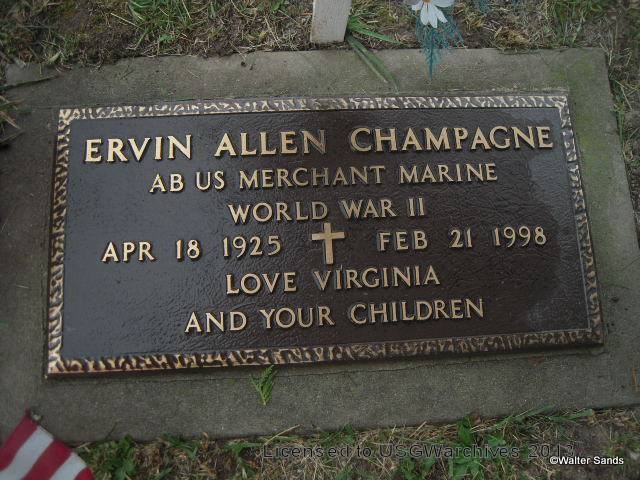 ERVIN ALLEN CHAMPAGNE
AB US MERCHANT MARINE
WORLD WAR II
APR 18 1925 FEB 21 1998
LOVE VIRGINIA
AND YOUR CHILDREN
Licensed to USGWarchives 2013
©Walter Sands